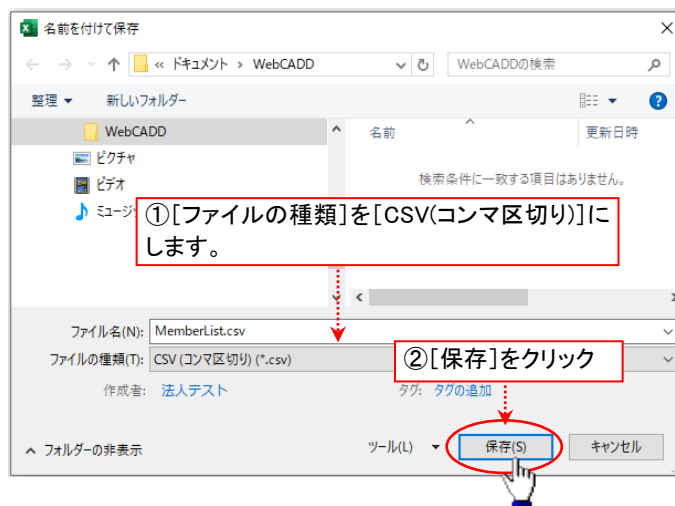 名前を付けて保存
« ドキュメント › WebCADD
WebCADDの検索
整理
新しいフォルダー
WebCADD
名前
更新日時
ピクチャ
検索条件に一致する項目はありません。
ビデオ
①[ファイルの種類]を[CSV(コンマ区切り)]に
します。
ファイル名(N): MemberList.csv
ファイルの種類(T): CSV (コンマ区切り) (*.csv)
②[保存]をクリック
作成者: 法人テスト
タグ: タグの追加
フォルダーの非表示
ツール(L)
保存(S)
キャンセル